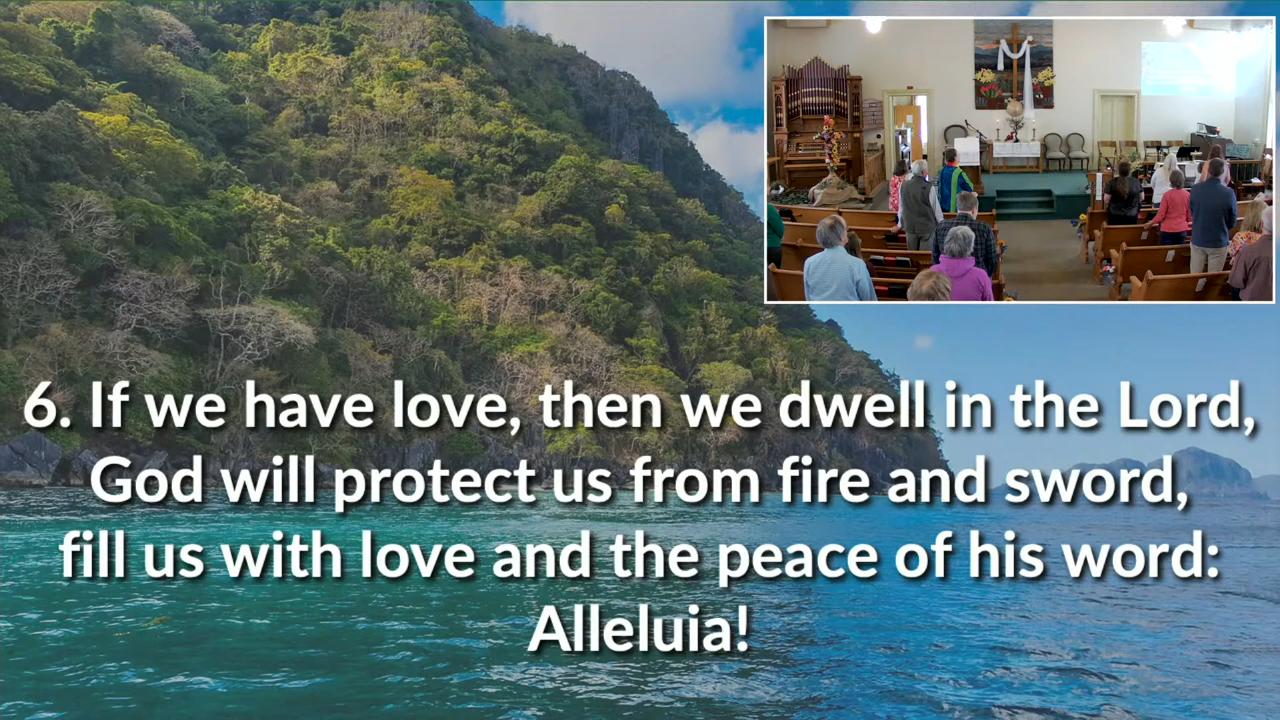 6. If we have love, then we dwell in the Lord,
God will protect us from fire and sword,
fill us with love and the peace of his word:
Alleluia!